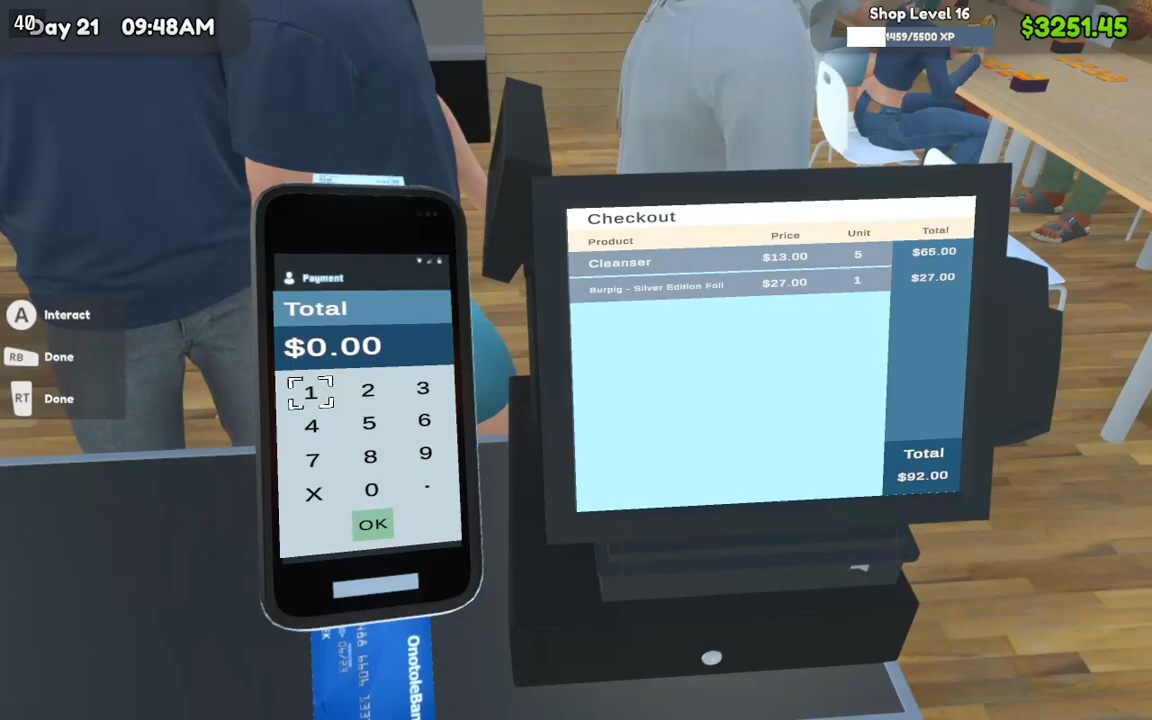 40
Day 21 09:48AM
Shop Level 16
1459/5500 XP
$3251.45
A Interact
RB Done
RT Done
Payment
Total
$0.00
1 2 3
4 5 6
7 8 9
X 0 .
OK
Checkout
Product Price Unit Total
Cleanser $13.00 5 $65.00
Burpig - Silver Edition Foil $27.00 1 $27.00
Total
$92.00
06/23
OnotoleBan